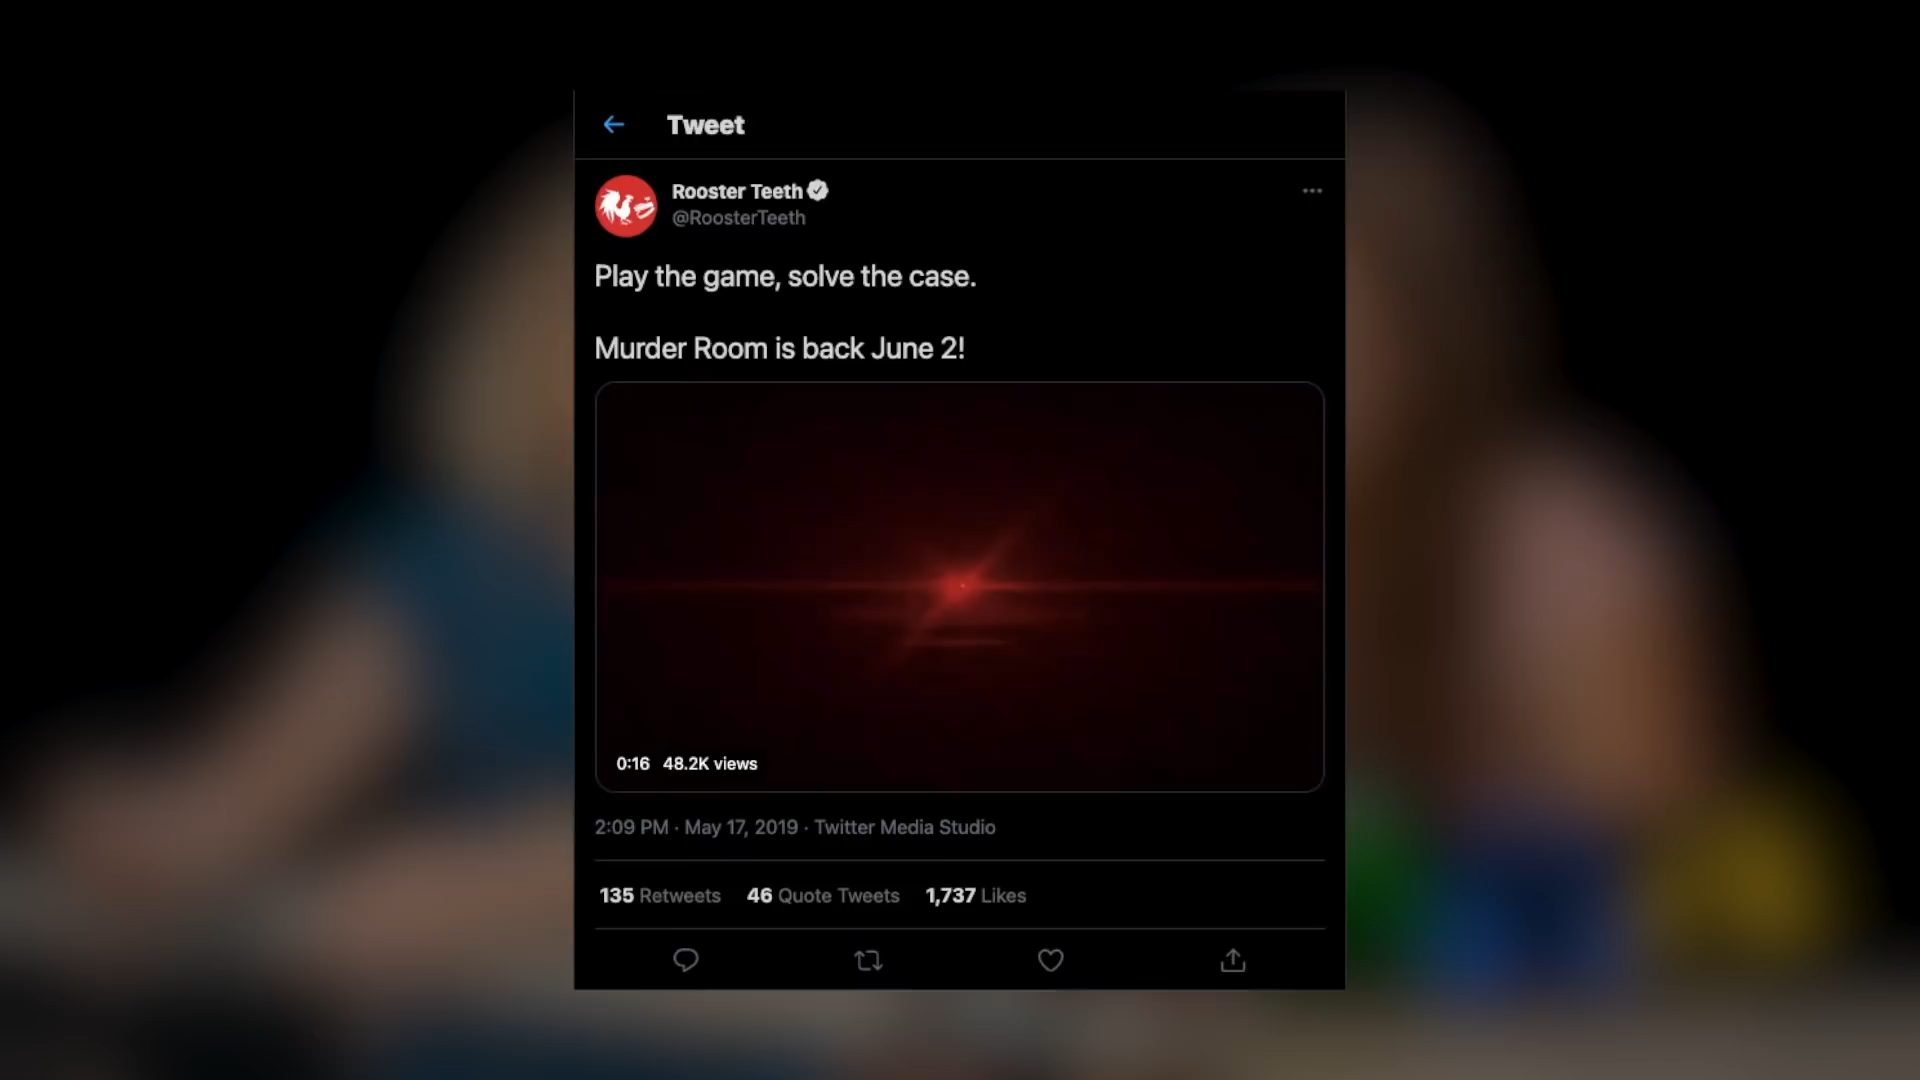 Tweet
Rooster Teeth
@RoosterTeeth
Play the game, solve the case.
Murder Room is back June 2!
0:16 48.2K views
2:09 PM · May 17, 2019 · Twitter Media Studio
135 Retweets 46 Quote Tweets 1,737 Likes